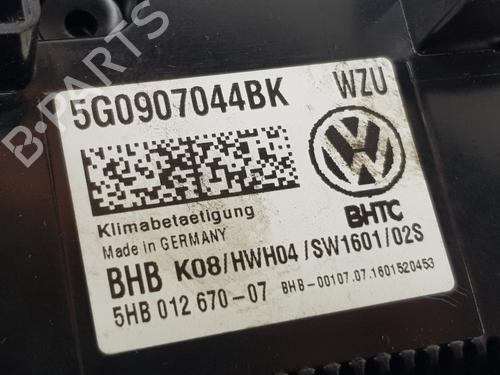 B-PARTS
5G0907044BK WZU
Klimabetaetigung
Made in GERMANY
BHTC
BHB K08/HWH04/SW1601/02S
5HB 012 670-07 BHB-00107.07.1601520453